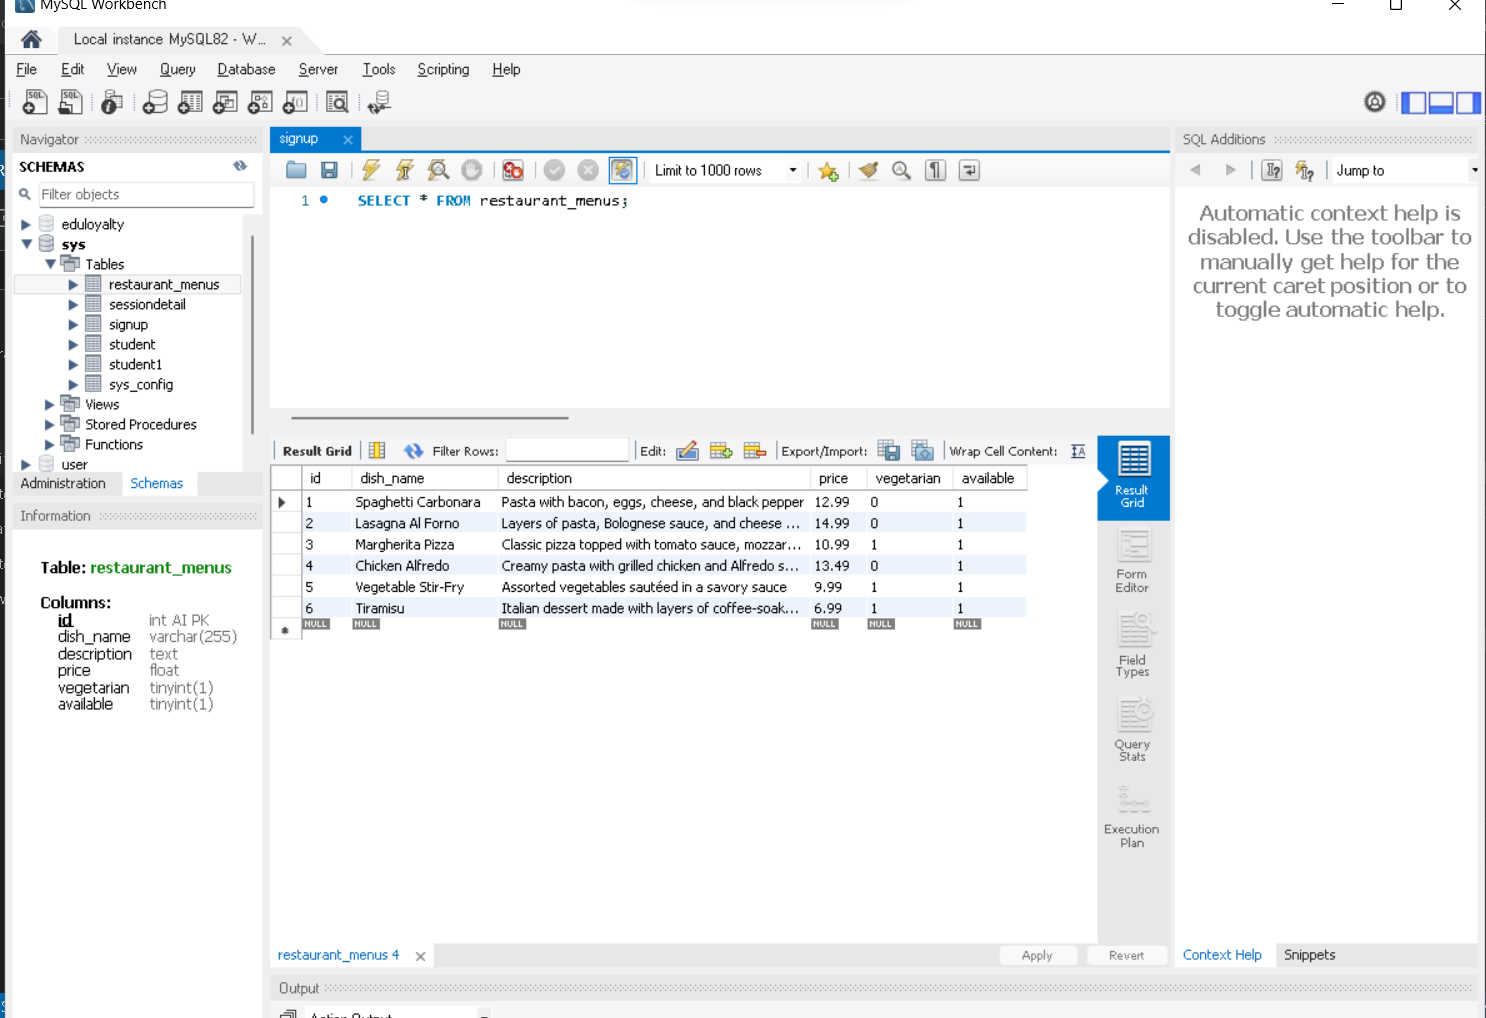 MySQL Workbench
Local instance MySQL82 - W...
File Edit View Query Database Server Tools Scripting Help
Navigator
SCHEMAS
Filter objects
eduloyalty
sys
Tables
restaurant_menus
sessiondetail
signup
student
student1
sys_config
Views
Stored Procedures
Functions
user
Administration Schemas
Information
Table: restaurant_menus
Columns:
id int AI PK
dish_name varchar(255)
description text
price float
vegetarian tinyint(1)
available tinyint(1)
signup
Limit to 1000 rows
1 SELECT * FROM restaurant_menus;
Result Grid Filter Rows: Edit: Export/Import: Wrap Cell Content:
id dish_name description price vegetarian available
1 Spaghetti Carbonara Pasta with bacon, eggs, cheese, and black pepper 12.99 0 1
2 Lasagna Al Forno Layers of pasta, Bolognese sauce, and cheese ... 14.99 0 1
3 Margherita Pizza Classic pizza topped with tomato sauce, mozzar... 10.99 1 1
4 Chicken Alfredo Creamy pasta with grilled chicken and Alfredo s... 13.49 0 1
5 Vegetable Stir-Fry Assorted vegetables sautéed in a savory sauce 9.99 1 1
6 Tiramisu Italian dessert made with layers of coffee-soak... 6.99 1 1
NULL NULL NULL NULL NULL NULL
Result
Grid
Form
Editor
Field
Types
Query
Stats
Execution
Plan
restaurant_menus 4
Apply Revert
Output
Action Output
SQL Additions
Jump to
Automatic context help is
disabled. Use the toolbar to
manually get help for the
current caret position or to
toggle automatic help.
Context Help Snippets